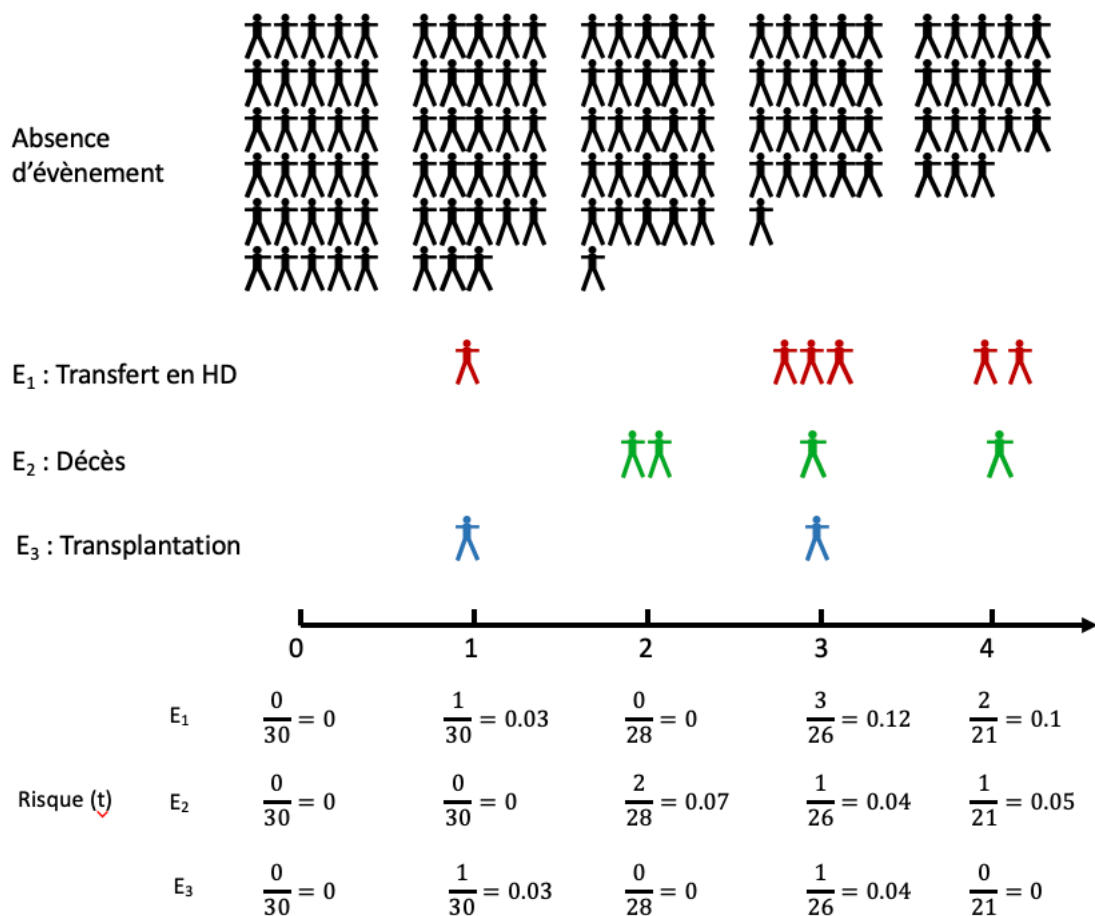 Absence
d’évènement
E₁ : Transfert en HD
E₂ : Décès
E₃ : Transplantation
0 1 2 3 4
E₁ 0/30 = 0 1/30 = 0.03 0/28 = 0 3/26 = 0.12 2/21 = 0.1
Risque (t) E₂ 0/30 = 0 0/30 = 0 2/28 = 0.07 1/26 = 0.04 1/21 = 0.05
E₃ 0/30 = 0 1/30 = 0.03 0/28 = 0 1/26 = 0.04 0/21 = 0